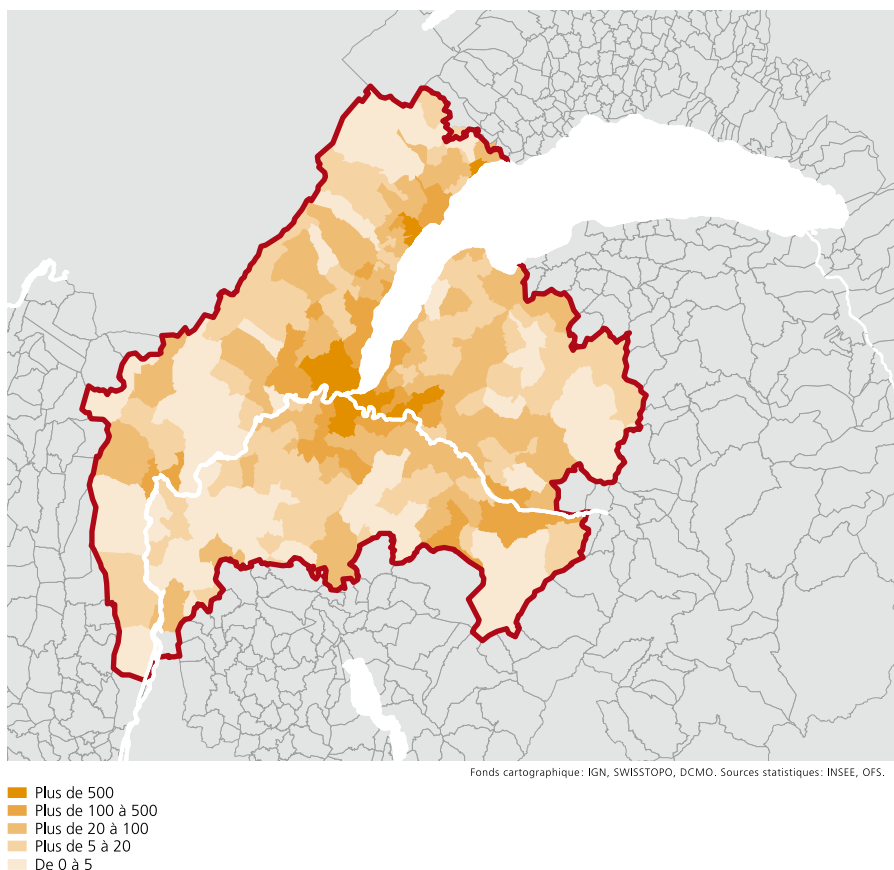 Fonds cartographique: IGN, SWISSTOPO, DCMO. Sources statistiques: INSEE, OFS.
Plus de 500
Plus de 100 à 500
Plus de 20 à 100
Plus de 5 à 20
De 0 à 5